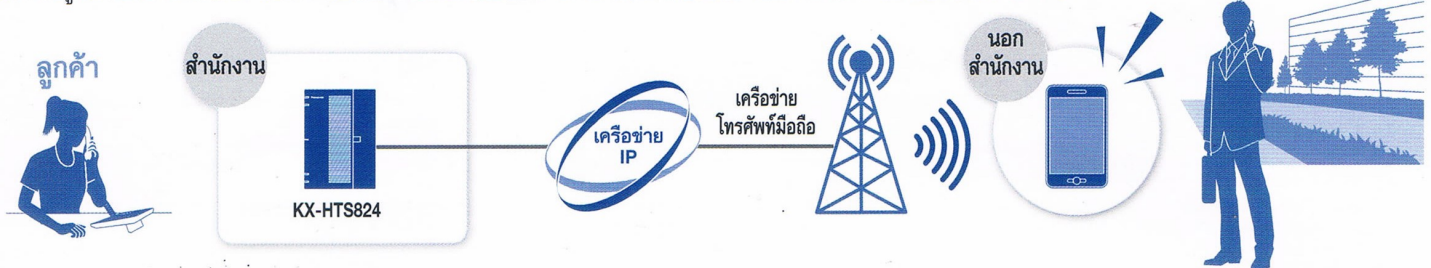 ลูกค้า
สำนักงาน
KX-HTS824
เครือข่าย
IP
เครือข่าย
โทรศัพท์มือถือ
นอก
สำนักงาน